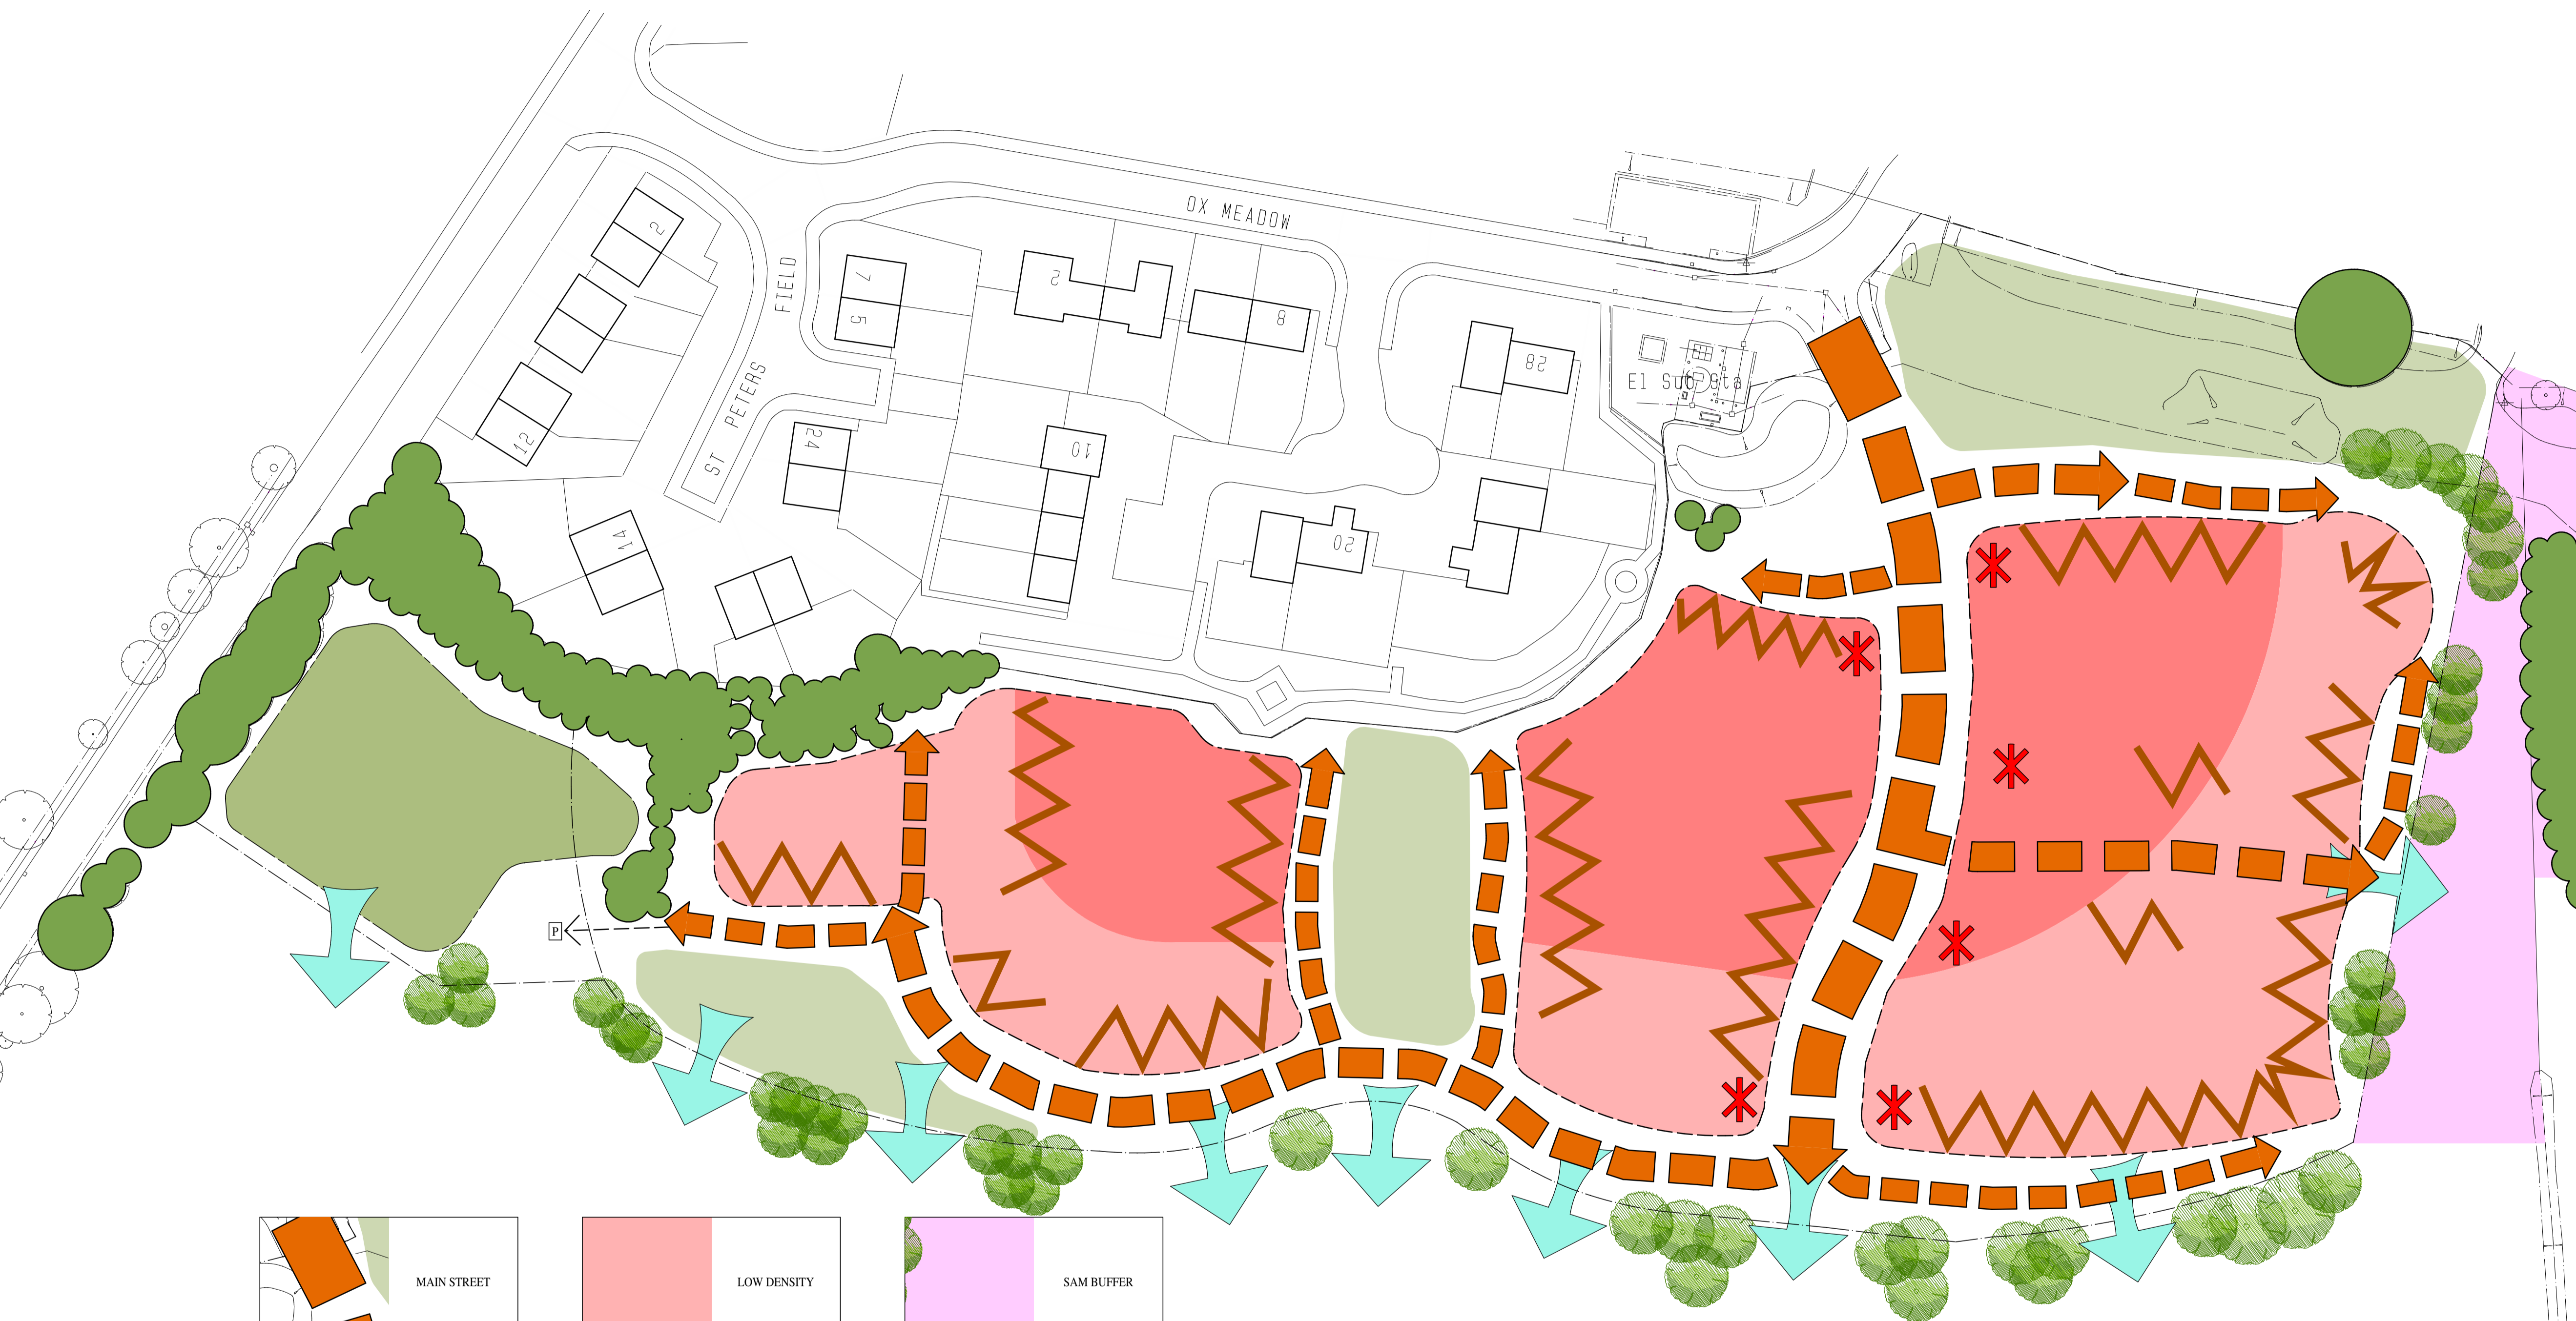 OX MEADOW
FIELD
ST PETERS
2
7
5
2
8
28
El Sub Sta
12
24
10
14
20
P
MAIN STREET
LOW DENSITY
SAM BUFFER